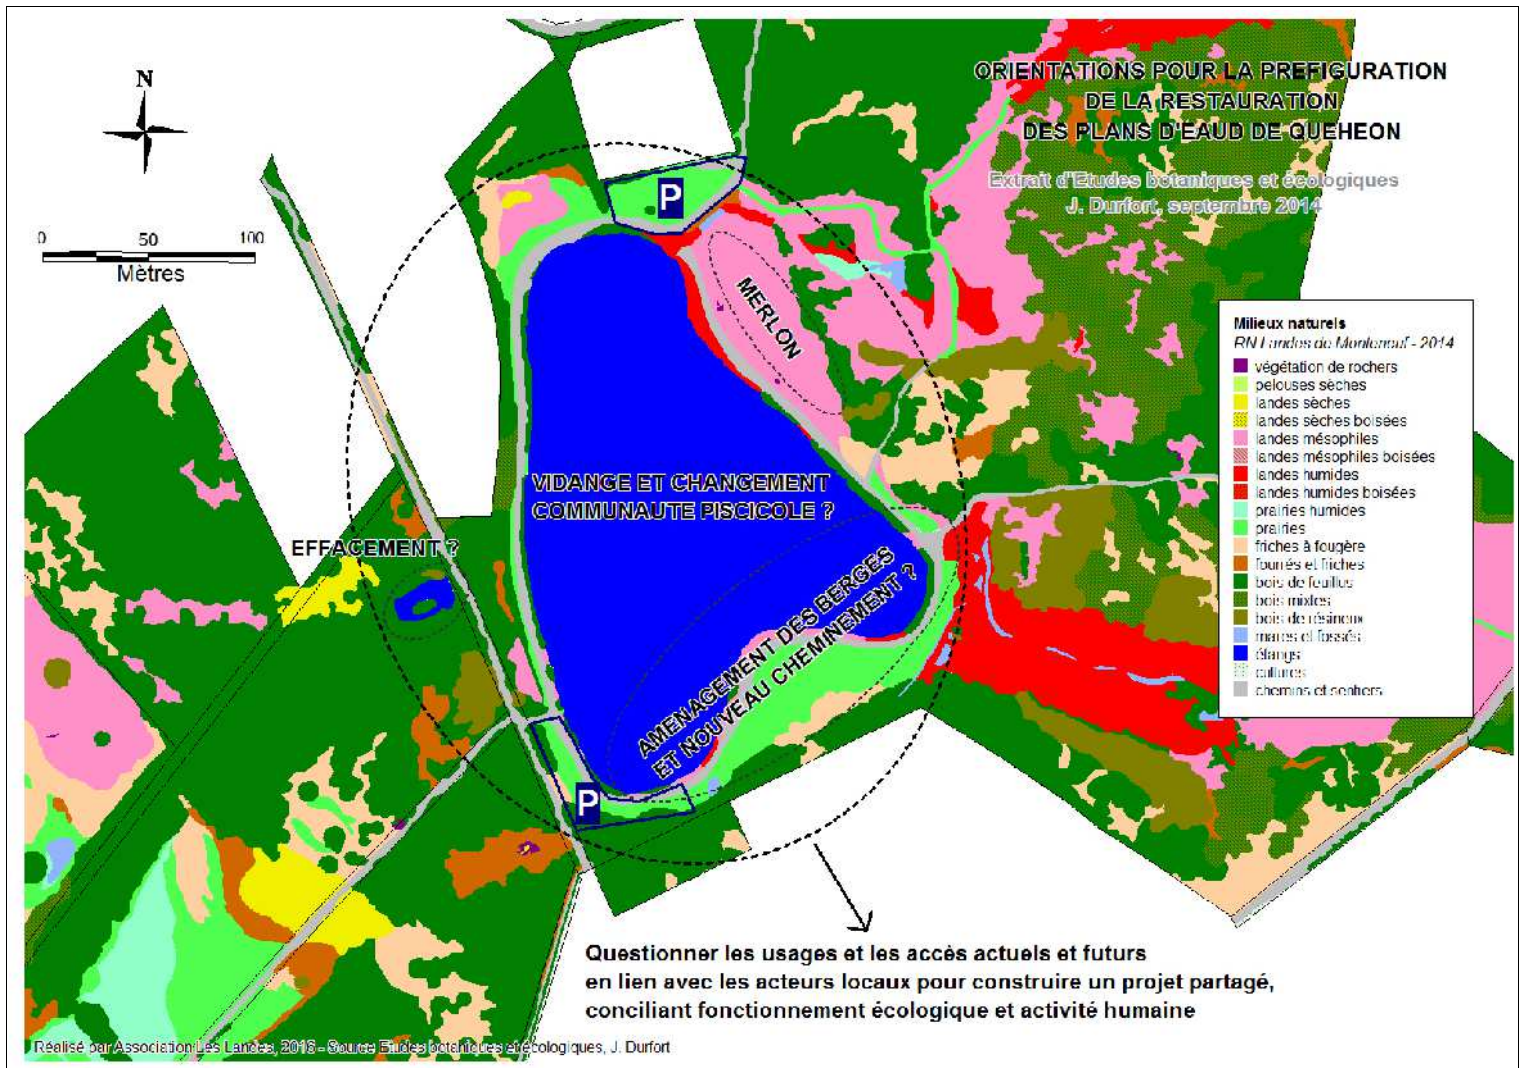 N
ORIENTATIONS POUR LA PREFIGURATION
DE LA RESTAURATION
DES PLANS D'EAUD DE QUEHEON
Extrait d'Etudes botaniques et écologiques
J. Durfort, septembre 2014
0 50 100
Mètres
P
MERLON
VIDANGE ET CHANGEMENT
COMMUNAUTE PISCICOLE ?
EFFACEMENT ?
AMENAGEMENT DES BERGES
ET NOUVEAU CHEMINEMENT ?
P
Milieux naturels
RN Landes de Monteneuf - 2014
végétation de rochers
pelouses sèches
landes sèches
landes sèches boisées
landes mésophiles
landes mésophiles boisées
landes humides
landes humides boisées
prairies humides
prairies
friches à fougère
fourrés et friches
bois de feuillus
bois mixtes
bois de résineux
mares et fossés
étangs
cultures
chemins et sentiers
Questionner les usages et les accès actuels et futurs
en lien avec les acteurs locaux pour construire un projet partagé,
conciliant fonctionnement écologique et activité humaine
Réalisé par Association Les Landes, 2016 - Source Etudes botaniques et écologiques, J. Durfort